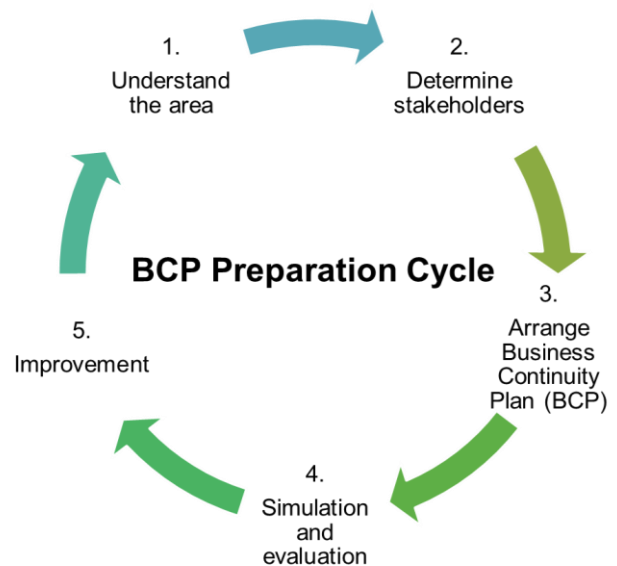 1.
Understand
the area
2.
Determine
stakeholders
BCP Preparation Cycle
3.
Arrange
Business
Continuity
Plan (BCP)
4.
Simulation
and
evaluation
5.
Improvement